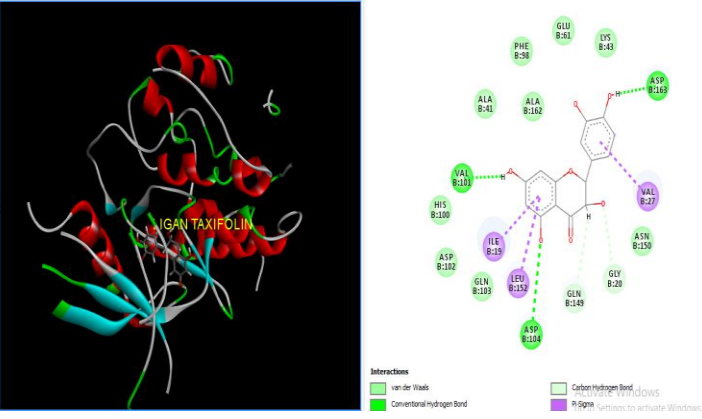 IGAN TAXIFOLIN
GLU
B:61
LYS
B:43
PHE
B:98
ASP
B:163
H
ALA
B:41
ALA
B:162
VAL
B:101
HO
H
O
VAL
B:27
HIS
B:100
O
H
ILE
B:19
O
O
ASN
B:150
ASP
B:102
GLN
B:103
LEU
B:152
GLY
B:20
GLN
B:149
ASP
B:104
Interactions
van der Waals
Conventional Hydrogen Bond
Carbon Hydrogen Bond
Pi-Sigma
Activate Windows
Go to Settings to activate Windows.